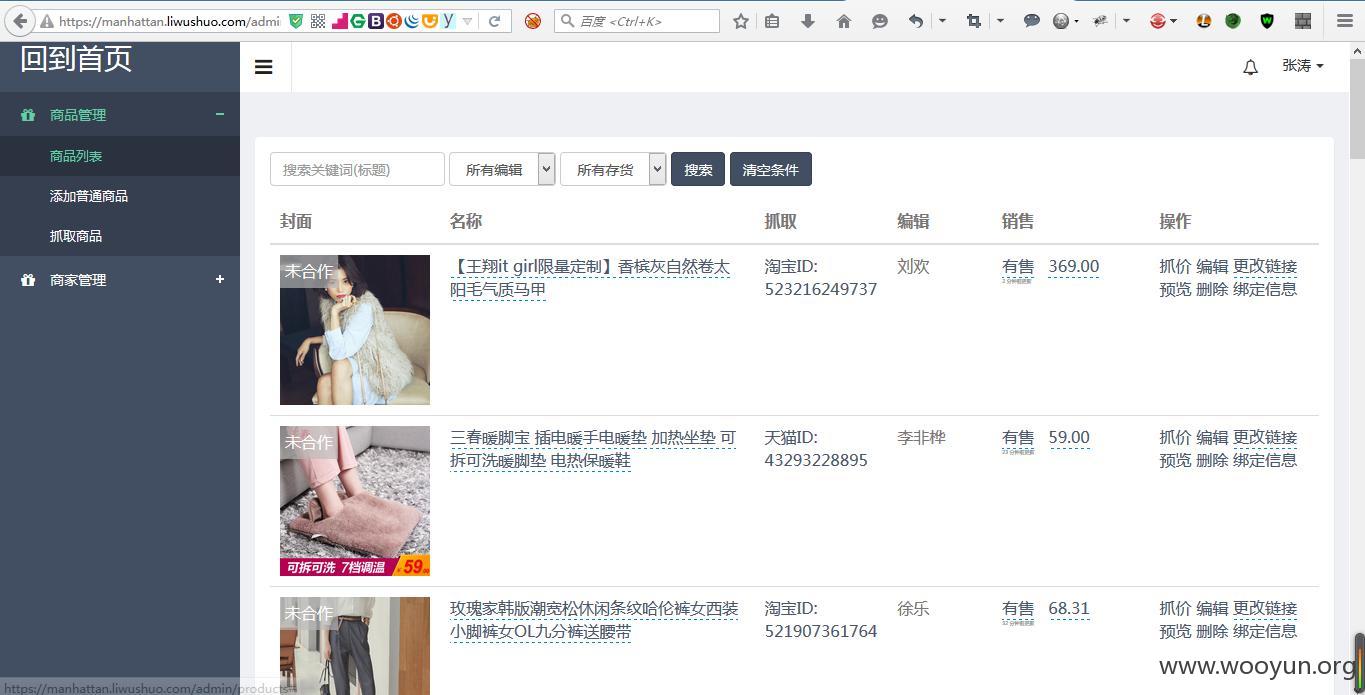 https://manhattan.liwushuo.com/admi
百度 <Ctrl+K>
回到首页
张涛
商品管理
商品列表
添加普通商品
抓取商品
商家管理
搜索关键词(标题)
所有编辑
所有存货
搜索
清空条件
封面 名称 抓取 编辑 销售 操作
未合作
【王翔it girl限量定制】香槟灰自然卷太
阳毛气质马甲
淘宝ID:
523216249737
刘欢
有售 369.00
抓价 编辑 更改链接
预览 删除 绑定信息
未合作
可拆可洗 7档调温 59
三春暖脚宝 插电暖手电暖垫 加热坐垫 可
拆可洗暖脚垫 电热保暖鞋
天猫ID:
43293228895
李非桦
有售 59.00
抓价 编辑 更改链接
预览 删除 绑定信息
未合作
玫瑰家韩版潮宽松休闲条纹哈伦裤女西装
小脚裤女OL九分裤送腰带
淘宝ID:
521907361764
徐乐
有售 68.31
抓价 编辑 更改链接
预览 删除 绑定信息
https://manhattan.liwushuo.com/admin/products
www.wooyun.org